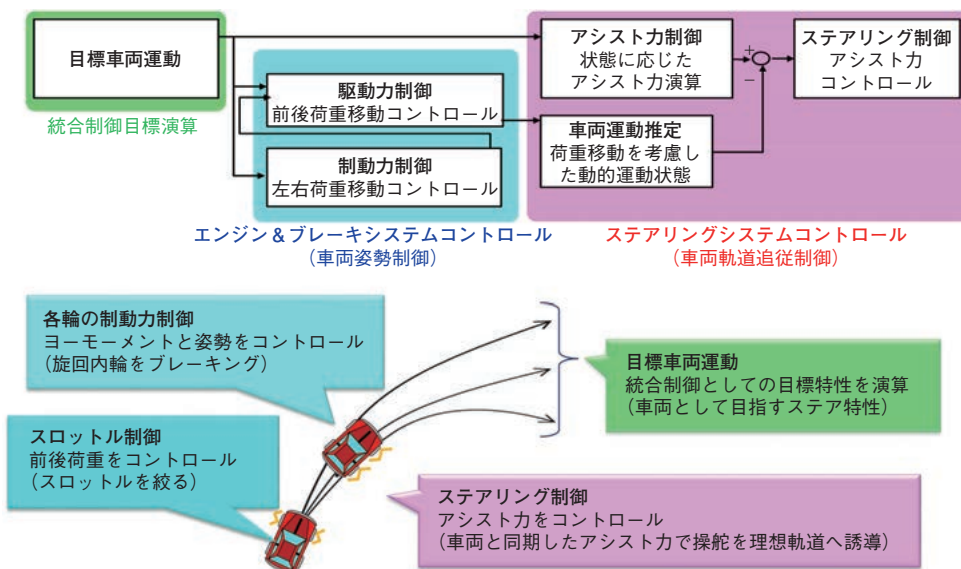 目標車両運動
統合制御目標演算
駆動力制御
前後荷重移動コントロール
制動力制御
左右荷重移動コントロール
エンジン＆ブレーキシステムコントロール
（車両姿勢制御）
アシスト力制御
状態に応じた
アシスト力演算
+
−
ステアリング制御
アシスト力
コントロール
車両運動推定
荷重移動を考慮し
た動的運動状態
ステアリングシステムコントロール
（車両軌道追従制御）
各輪の制動力制御
ヨーモーメントと姿勢をコントロール
（旋回内輪をブレーキング）
スロットル制御
前後荷重をコントロール
（スロットルを絞る）
目標車両運動
統合制御としての目標特性を演算
（車両として目指すステア特性）
ステアリング制御
アシスト力をコントロール
（車両と同期したアシスト力で操舵を理想軌道へ誘導）